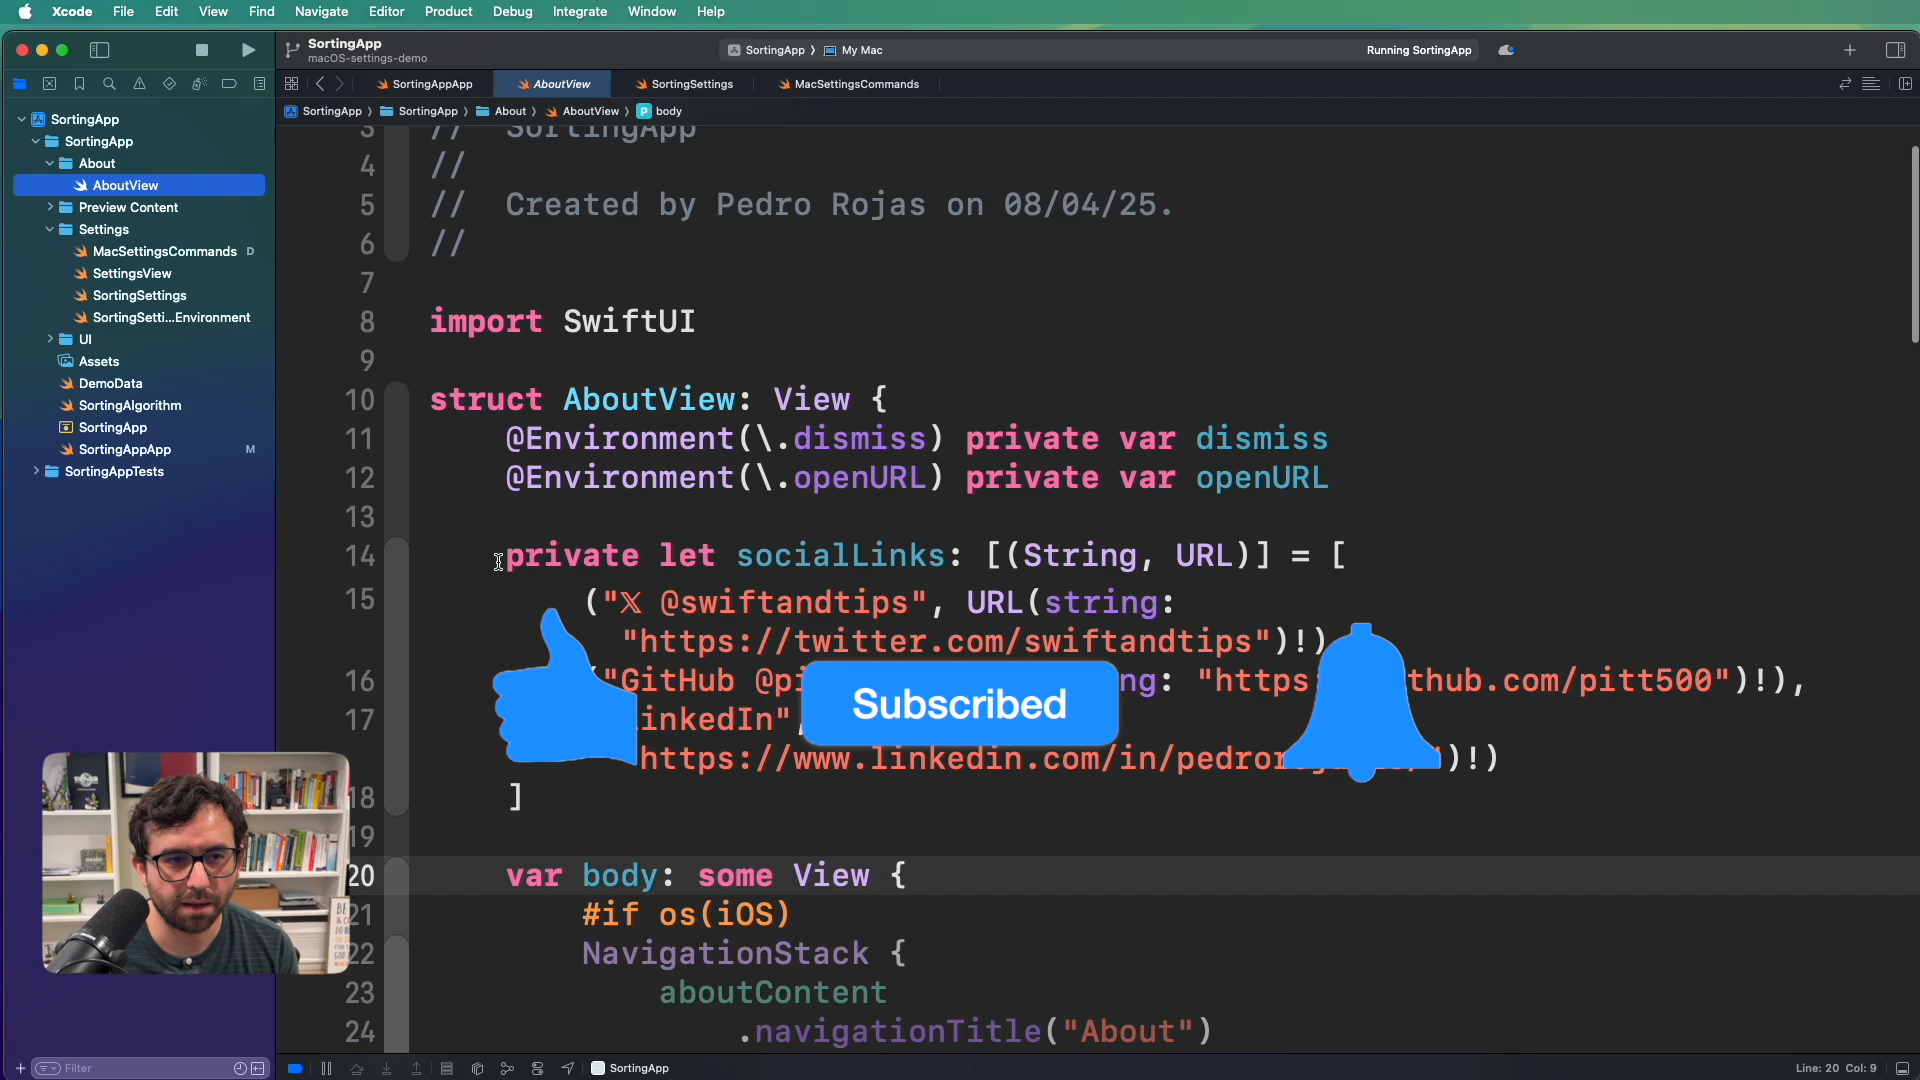 Xcode File Edit View Find Navigate Editor Product Debug Integrate Window Help
SortingApp
macOS-settings-demo
SortingApp 〉 My Mac
Running SortingApp
SortingAppApp
AboutView
SortingSettings
MacSettingsCommands
SortingApp 〉 SortingApp 〉 About 〉 AboutView 〉 P body
SortingApp
SortingApp
About
AboutView
Preview Content
Settings
MacSettingsCommands D
SettingsView
SortingSettings
SortingSetti...Environment
UI
Assets
DemoData
SortingAlgorithm
SortingApp
SortingAppApp M
SortingAppTests
Filter
3 // SortingApp
4 //
5 // Created by Pedro Rojas on 08/04/25.
6 //
7
8 import SwiftUI
9
10 struct AboutView: View {
11 @Environment(\.dismiss) private var dismiss
12 @Environment(\.openURL) private var openURL
13
14 private let socialLinks: [(String, URL)] = [
15 ("𝕏 @swiftandtips", URL(string:
"https://twitter.com/swiftandtips")!)
16 "GitHub ng: "https thub.com/pitt500")!),
17 inkedIn"
https://www.linkedin.com/in/ )!)
18 ]
19
20 var body: some View {
21 #if os(iOS)
22 NavigationStack {
23 aboutContent
24 .navigationTitle("About")
Subscribed
BE
SortingApp
Line: 20 Col: 9